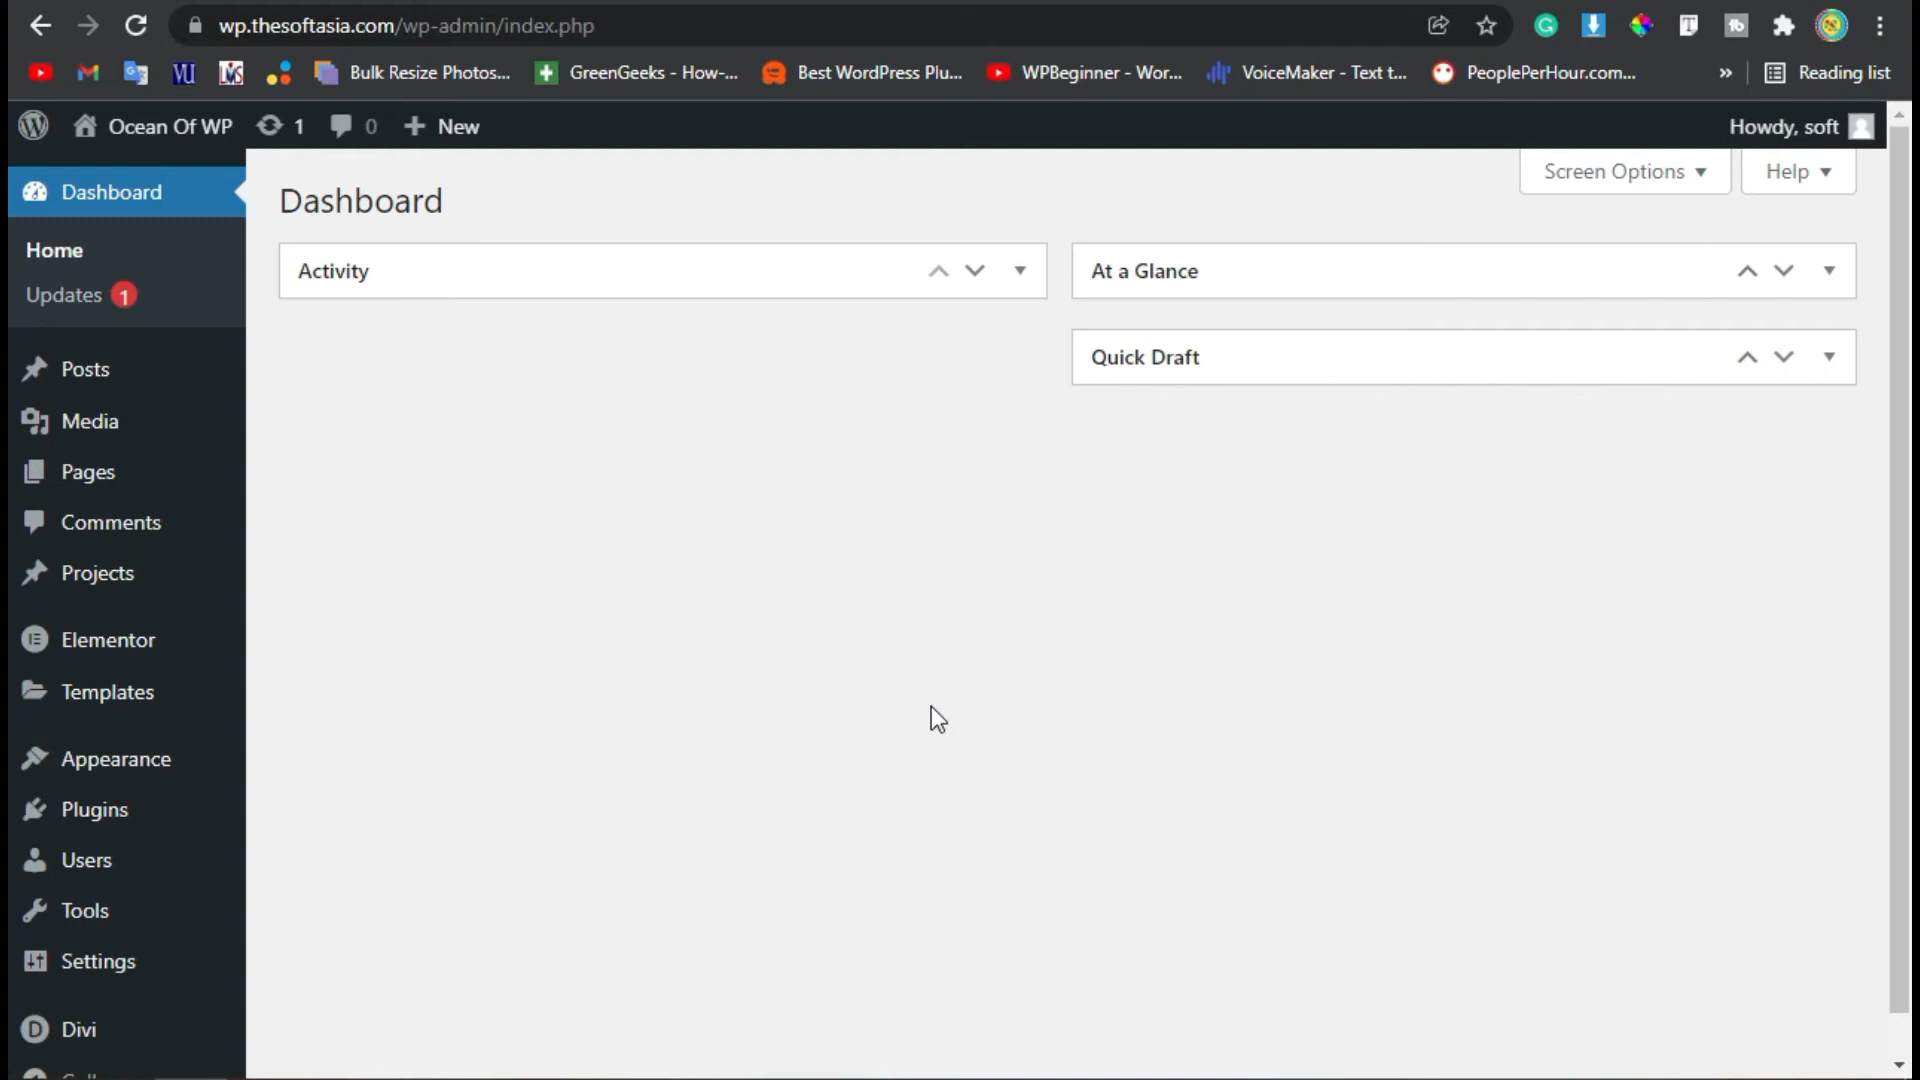 wp.thesoftasia.com/wp-admin/index.php
Bulk Resize Photos... GreenGeeks - How-... Best WordPress Plu... WPBeginner - Wor... VoiceMaker - Text t... PeoplePerHour.com... » Reading list
Ocean Of WP 1 0 + New Howdy, soft
Screen Options ▼ Help ▼
Dashboard
Dashboard
Home
Updates 1
Posts
Media
Pages
Comments
Projects
Elementor
Templates
Appearance
Plugins
Users
Tools
Settings
Divi
Activity
At a Glance
Quick Draft